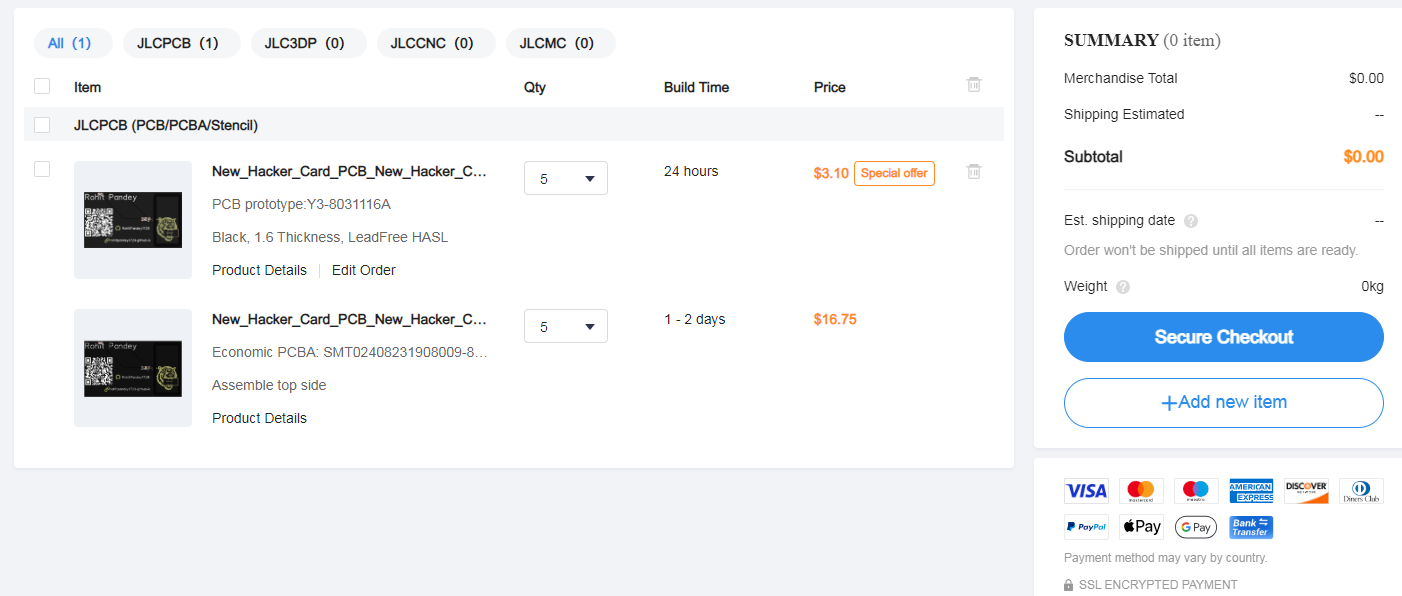 All (1) JLCPCB (1) JLC3DP (0) JLCCNC (0) JLCMC (0)
Item Qty Build Time Price
JLCPCB (PCB/PCBA/Stencil)
New_Hacker_Card_PCB_New_Hacker_C... 5 24 hours $3.10 Special offer
PCB prototype:Y3-8031116A
Black, 1.6 Thickness, LeadFree HASL
Product Details Edit Order
Rohit Pandey
New_Hacker_Card_PCB_New_Hacker_C... 5 1 - 2 days $16.75
Economic PCBA: SMT02408231908009-8...
Assemble top side
Product Details
Rohit Pandey
SUMMARY (0 item)
Merchandise Total $0.00
Shipping Estimated --
Subtotal $0.00
Est. shipping date ? --
Order won't be shipped until all items are ready.
Weight ? 0kg
Secure Checkout
+Add new item
VISA mastercard maestro AMERICAN EXPRESS DISCOVER NETWORK Diners Club
PayPal Pay G Pay Bank Transfer
Payment method may vary by country.
SSL ENCRYPTED PAYMENT